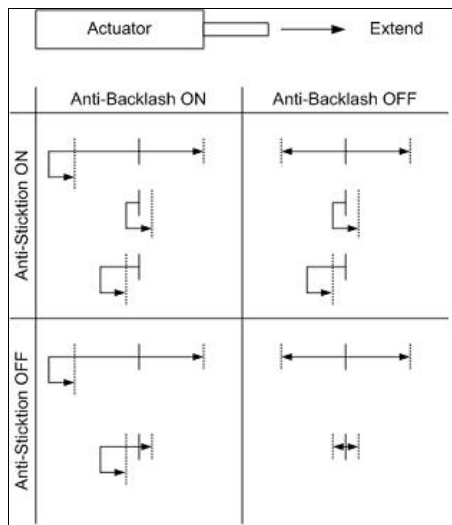 Actuator
Extend
Anti-Backlash ON
Anti-Backlash OFF
Anti-Sticktion ON
Anti-Sticktion OFF